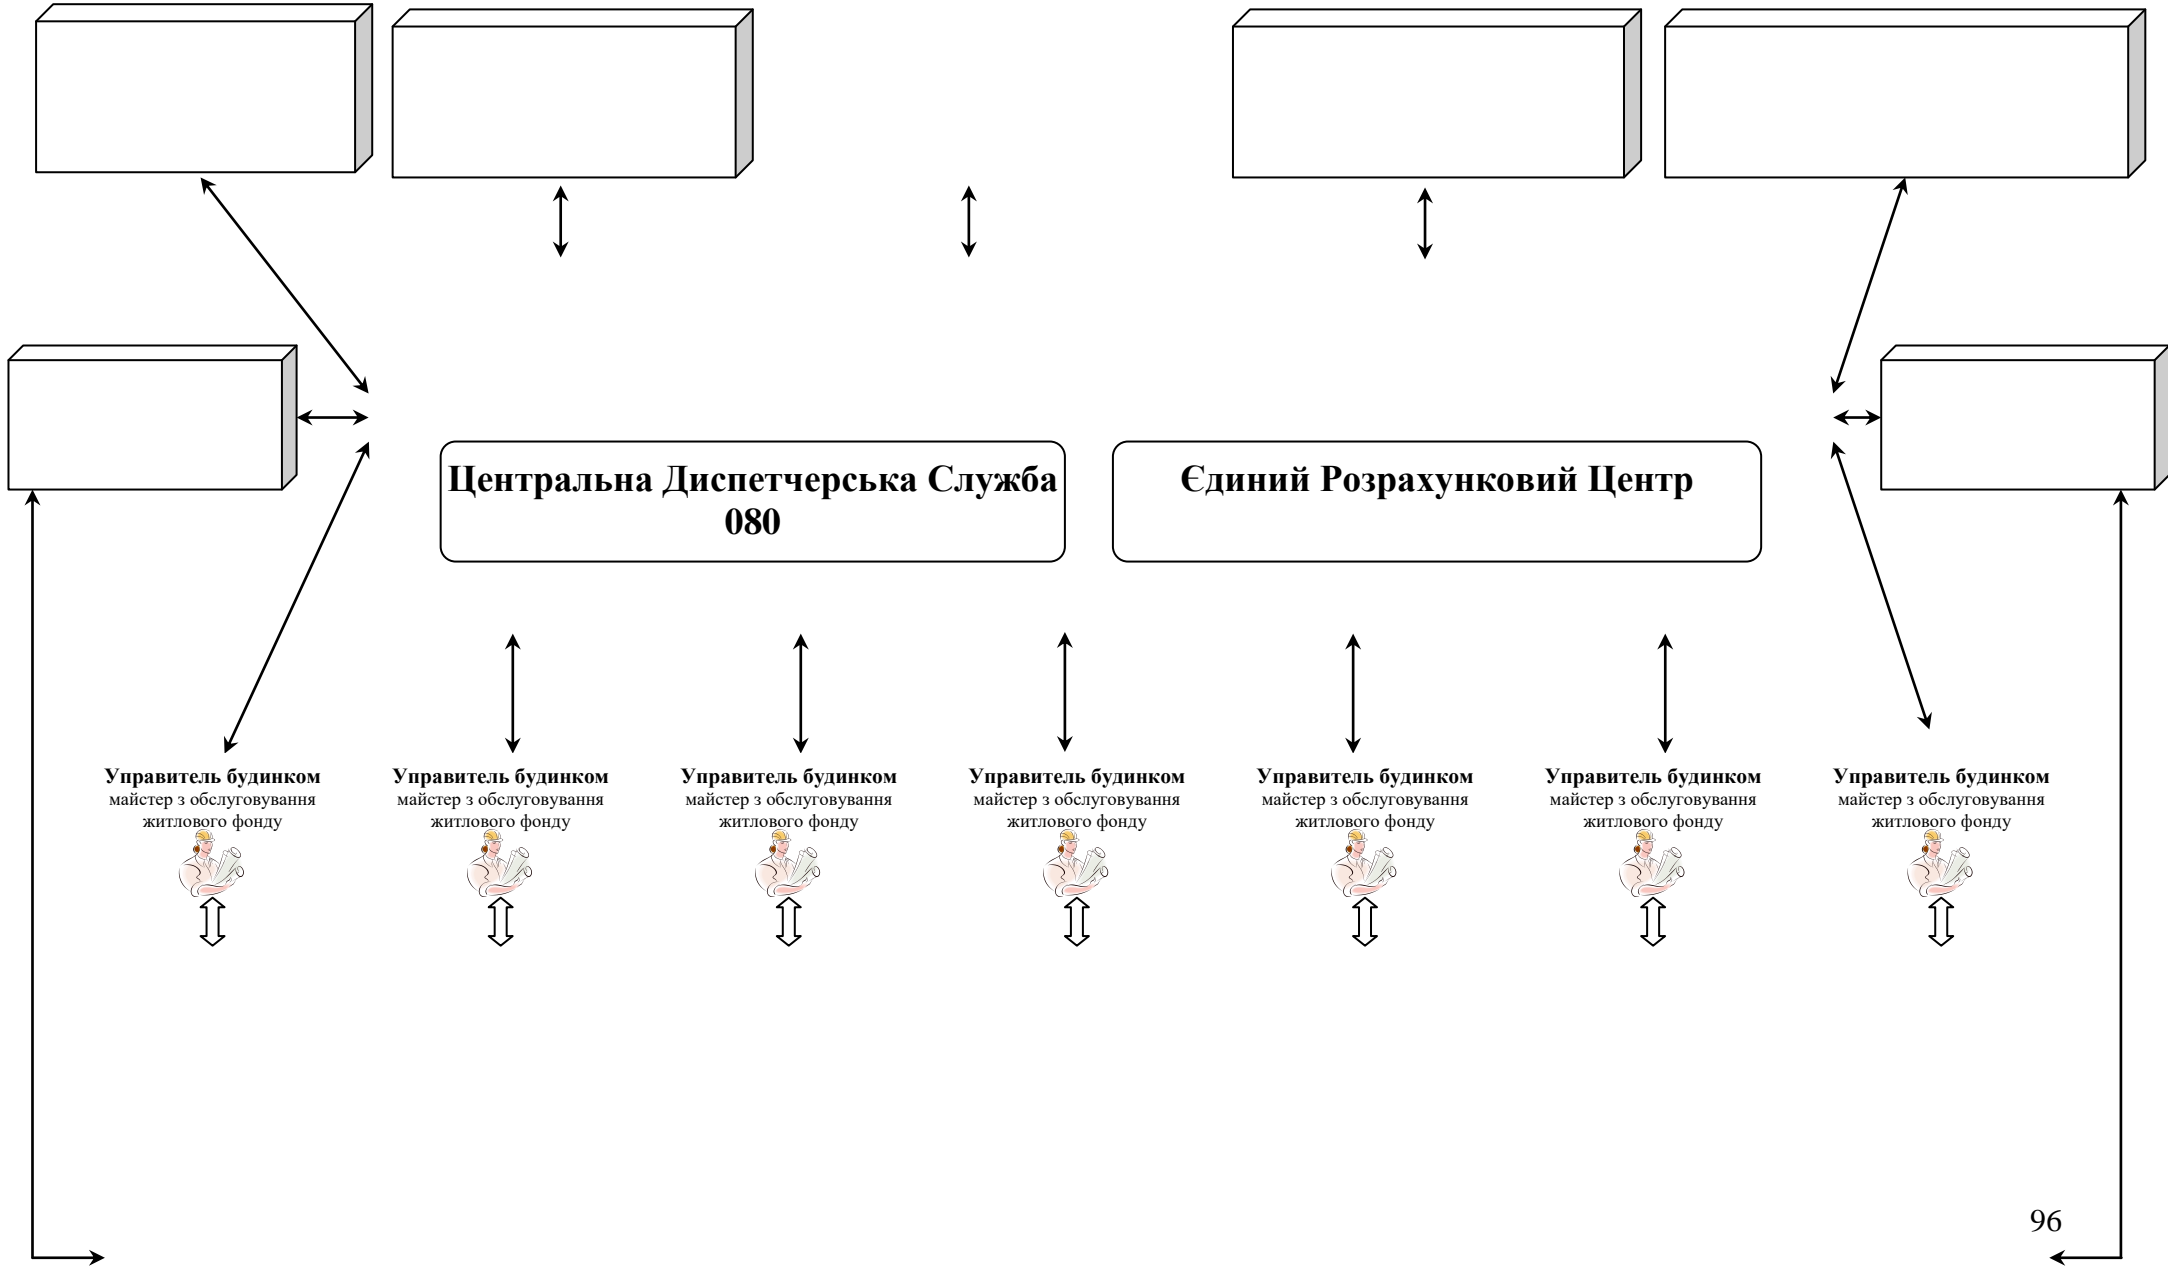 Центральна Диспетчерська Служба
080
Єдиний Розрахунковий Центр
Управитель будинком
майстер з обслуговування
житлового фонду
Управитель будинком
майстер з обслуговування
житлового фонду
Управитель будинком
майстер з обслуговування
житлового фонду
Управитель будинком
майстер з обслуговування
житлового фонду
Управитель будинком
майстер з обслуговування
житлового фонду
Управитель будинком
майстер з обслуговування
житлового фонду
Управитель будинком
майстер з обслуговування
житлового фонду
96